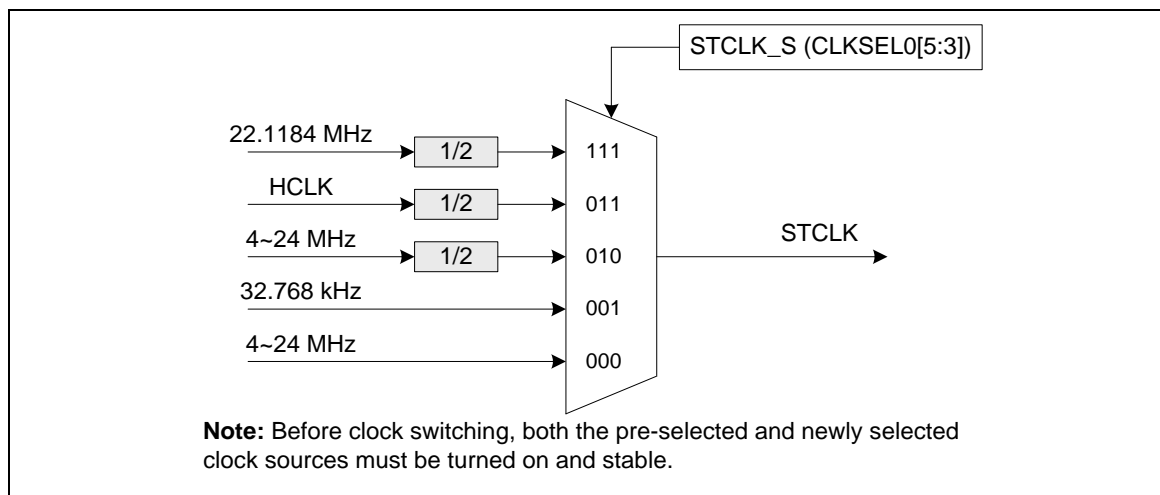 STCLK_S (CLKSEL0[5:3])
22.1184 MHz
1/2
111
HCLK
1/2
011
4~24 MHz
1/2
010
STCLK
32.768 kHz
001
4~24 MHz
000
Note: Before clock switching, both the pre-selected and newly selected
clock sources must be turned on and stable.